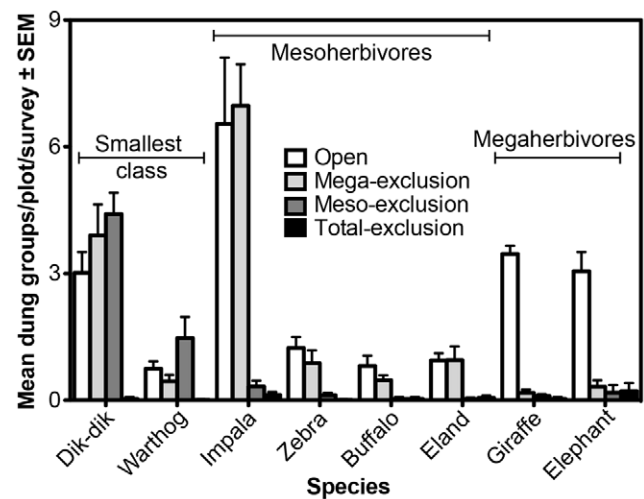 Mean dung groups/plot/survey ± SEM
9
6
3
0
Mesoherbivores
Smallest
class
Megaherbivores
Open
Mega-exclusion
Meso-exclusion
Total-exclusion
Dik-dik
Warthog
Impala
Zebra
Buffalo
Eland
Giraffe
Elephant
Species